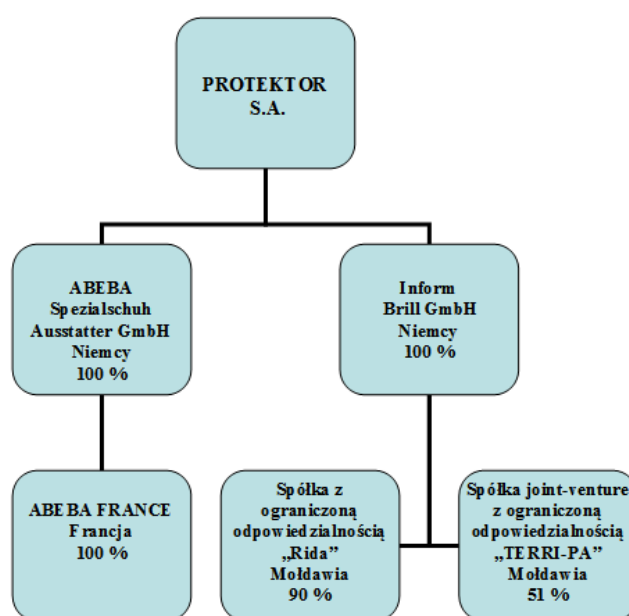 PROTEKTOR
S.A.
ABEBA
Spezialschuh
Ausstatter GmbH
Niemcy
100 %
Inform
Brill GmbH
Niemcy
100 %
ABEBA FRANCE
Francja
100 %
Spółka z
ograniczoną
odpowiedzialnością
„Rida”
Mołdawia
90 %
Spółka joint-venture
z ograniczoną
odpowiedzialnością
„TERRI-PA”
Mołdawia
51 %